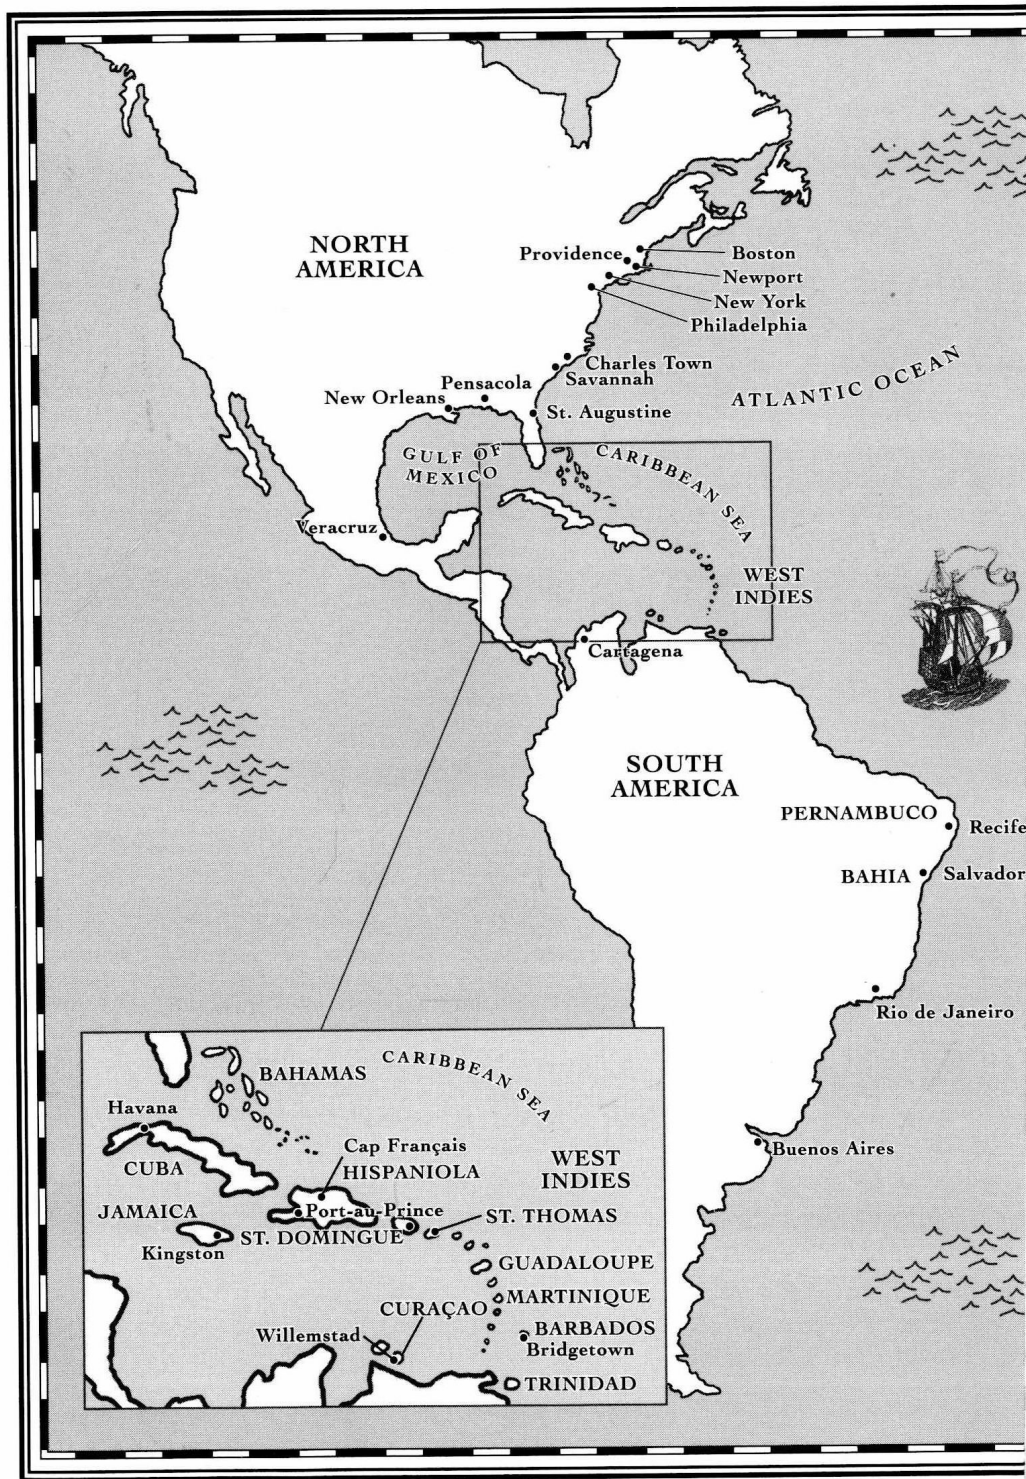 NORTH
AMERICA
Providence
Boston
Newport
New York
Philadelphia
Charles Town
Savannah
Pensacola
New Orleans
St. Augustine
ATLANTIC OCEAN
GULF OF
MEXICO
CARIBBEAN SEA
Veracruz
WEST
INDIES
Cartagena
SOUTH
AMERICA
PERNAMBUCO
Recife
BAHIA
Salvador
Rio de Janeiro
Buenos Aires
CARIBBEAN SEA
BAHAMAS
Havana
Cap Français
HISPANIOLA
CUBA
WEST
INDIES
JAMAICA
Port-au-Prince
ST. THOMAS
Kingston
ST. DOMINGUE
GUADALOUPE
MARTINIQUE
CURAÇAO
Willemstad
BARBADOS
Bridgetown
TRINIDAD